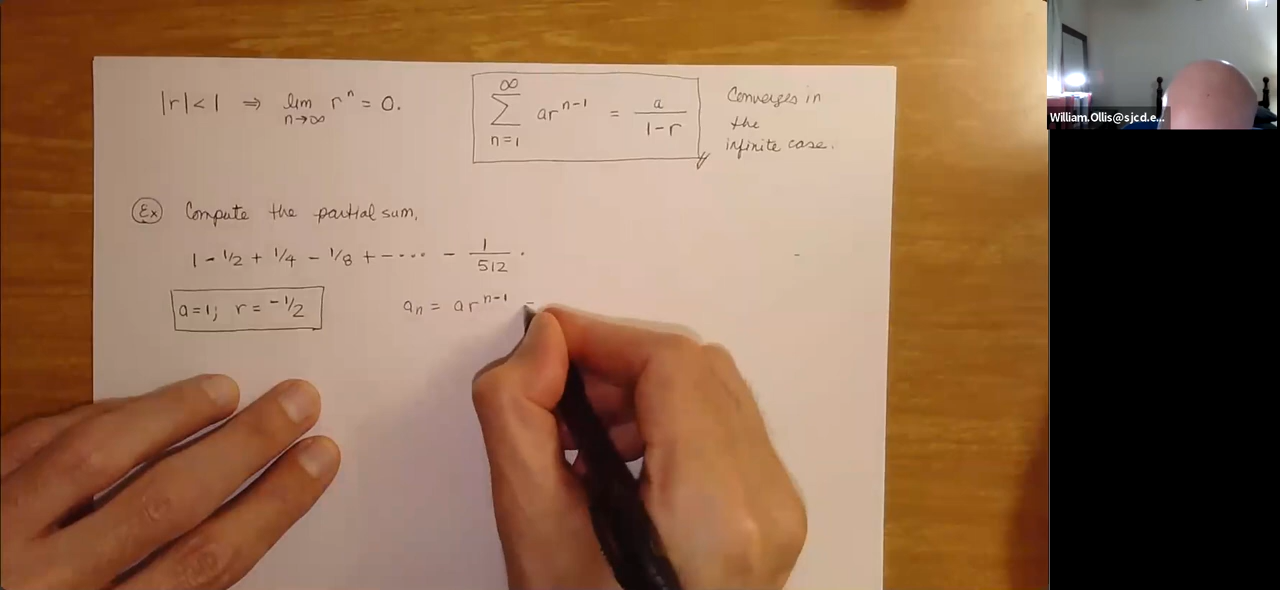 |r| < 1 ⇒ lim n→∞ r^n = 0.
∞ ∑ n=1 ar^{n-1} = a / 1-r
Converges in
the
infinite case.
Ex Compute the partial sum,
1 - 1/2 + 1/4 - 1/8 + - ···· - 1/512 .
a=1; r = -1/2
a_n = ar^{n-1} =
William.Ollis@sjcd.e...